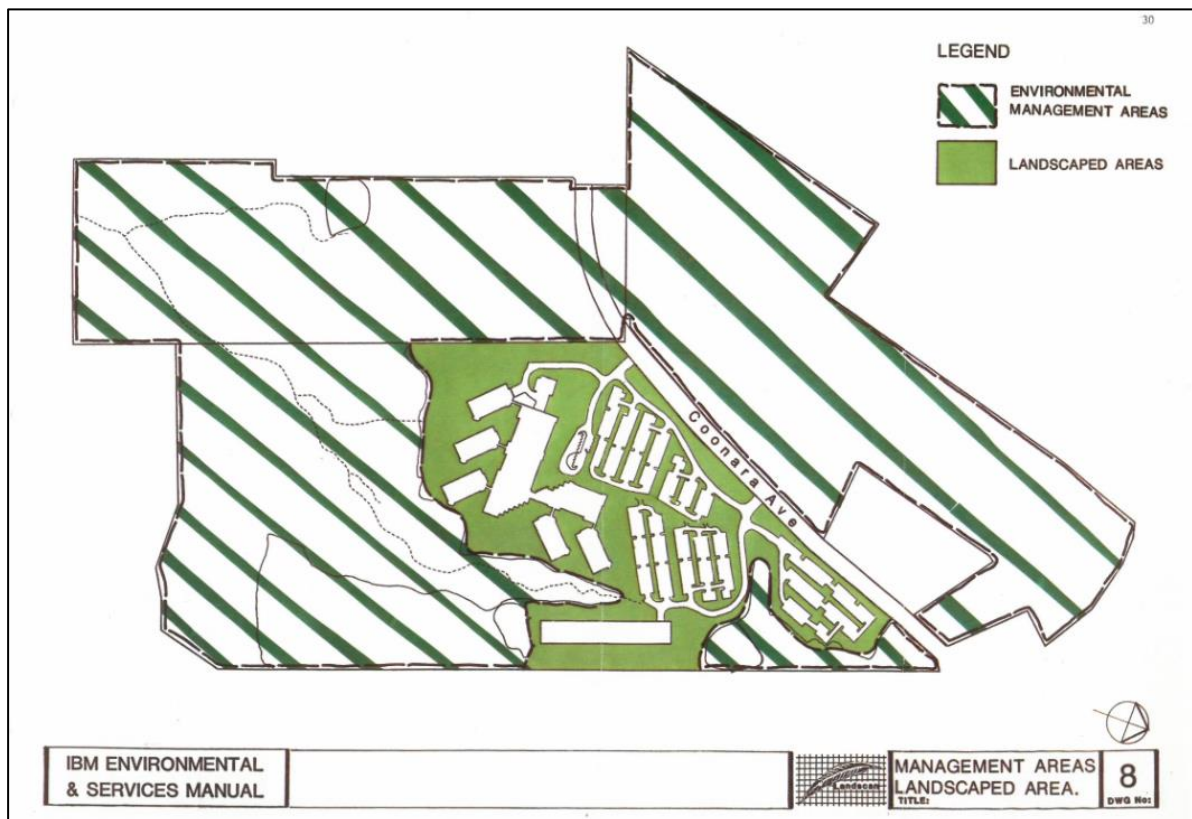 30
LEGEND
ENVIRONMENTAL
MANAGEMENT AREAS
LANDSCAPED AREAS
Coonara Ave
IBM ENVIRONMENTAL
& SERVICES MANUAL
Landscan
MANAGEMENT AREAS
LANDSCAPED AREA.
TITLE:
8
DWG No: